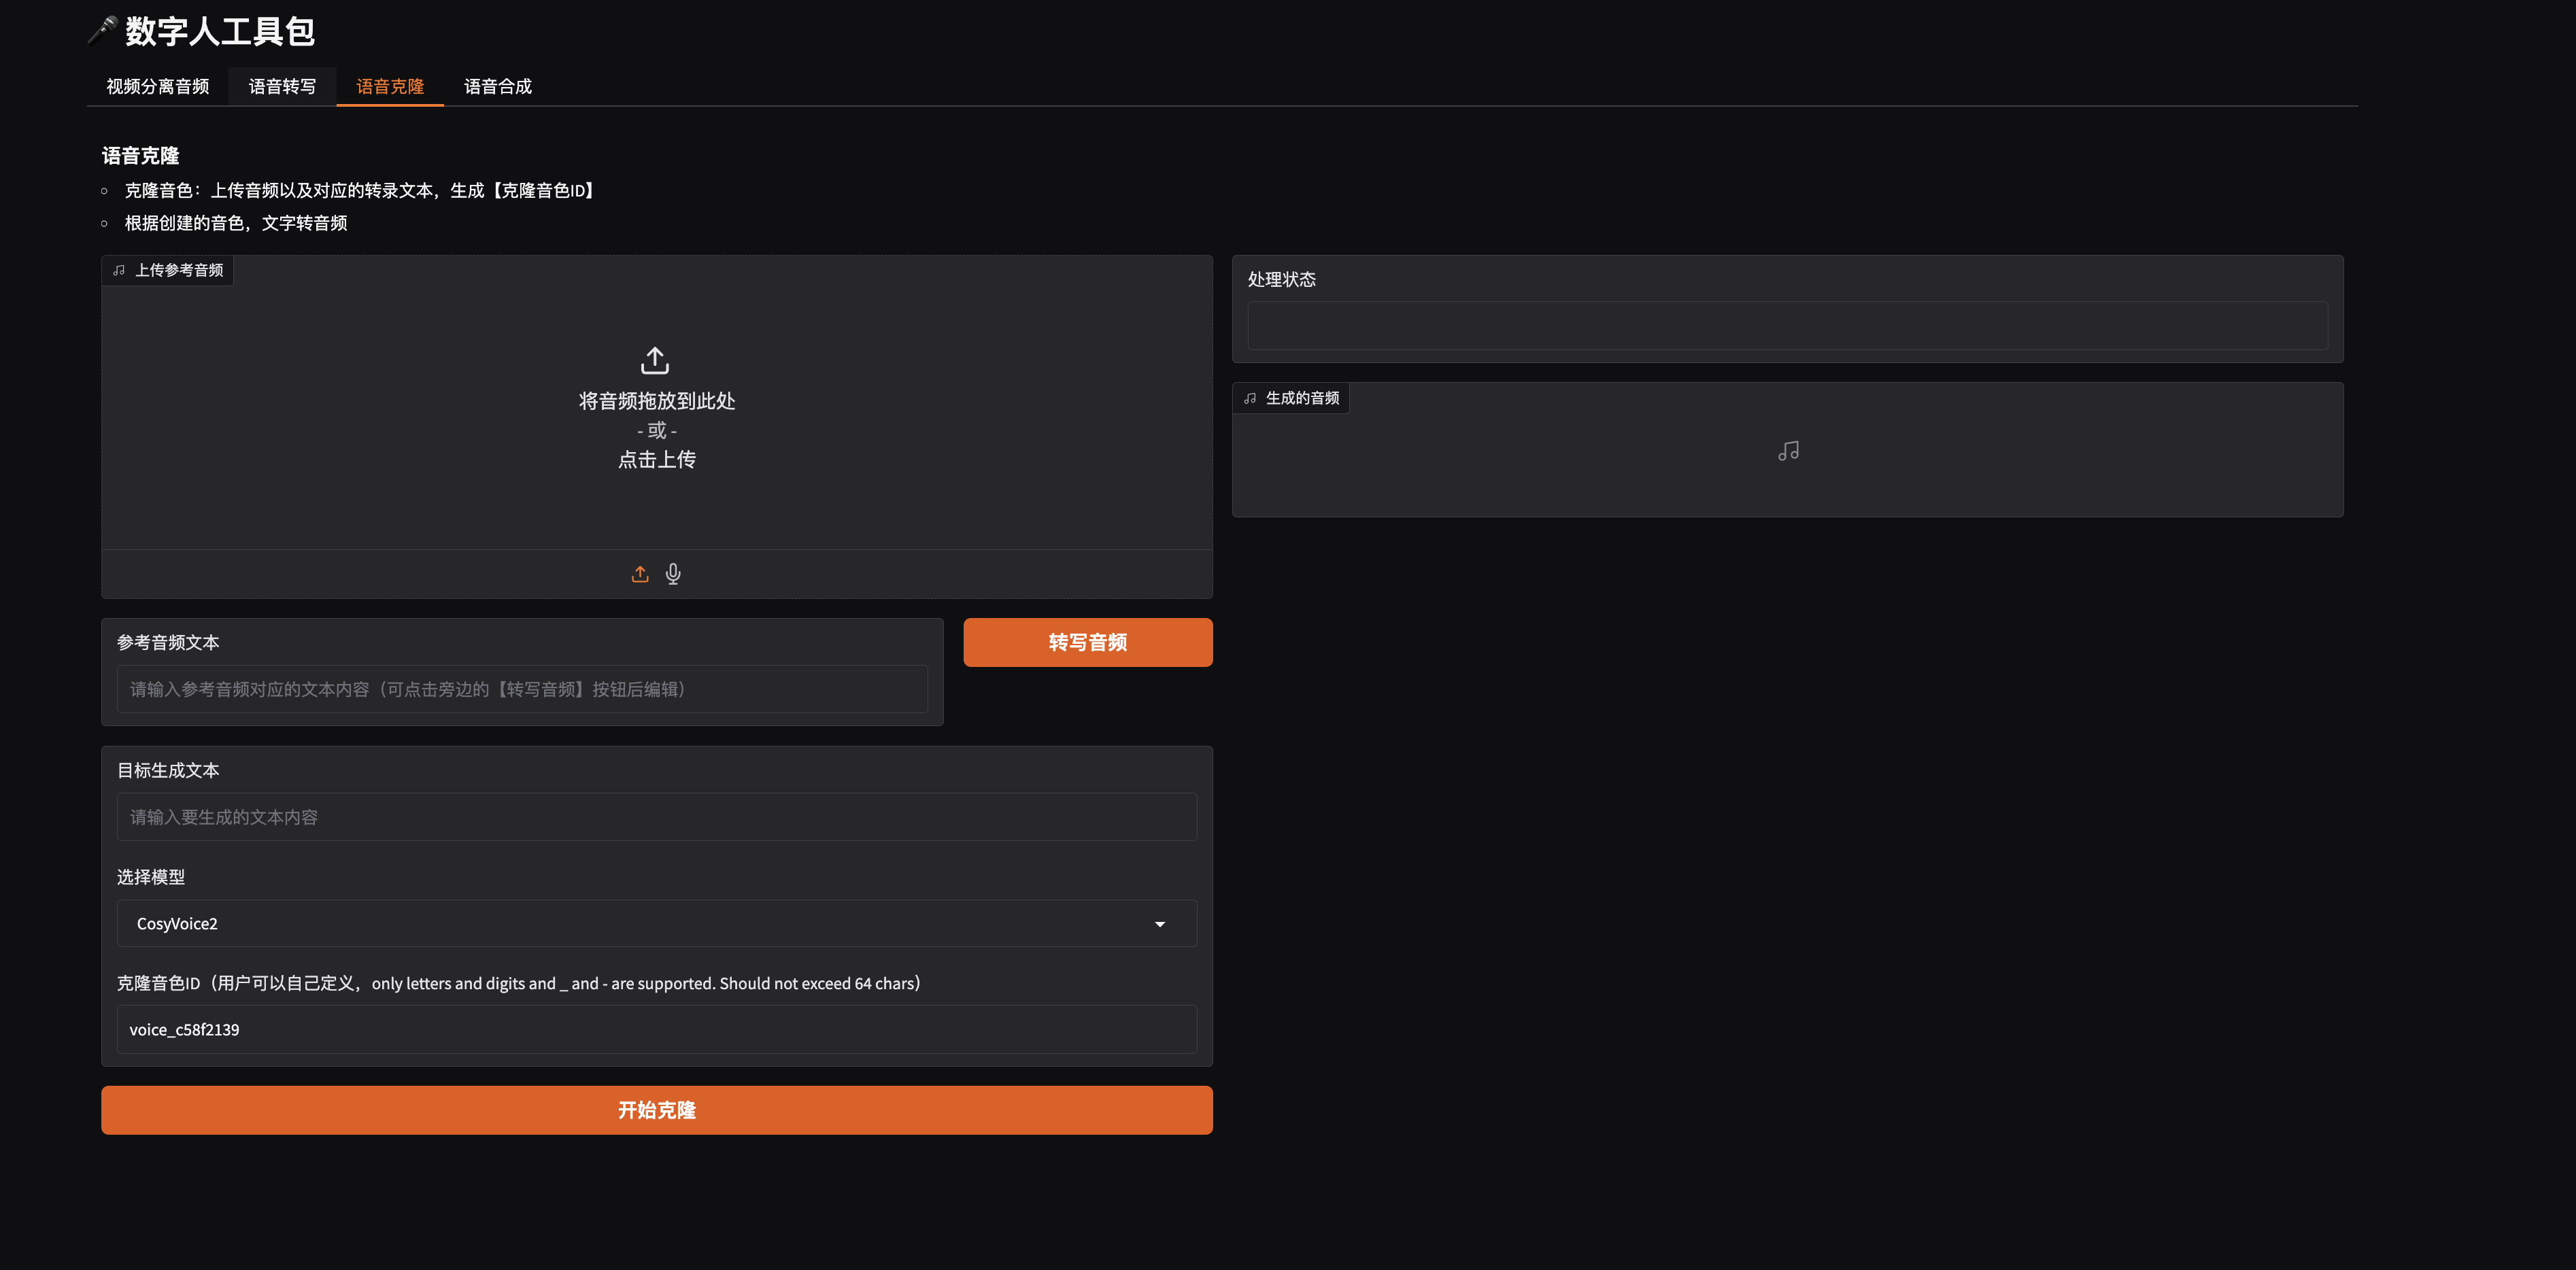 数字人工具包
视频分离音频
语音转写
语音克隆
语音合成
语音克隆
克隆音色：上传音频以及对应的转录文本，生成【克隆音色ID】
根据创建的音色，文字转音频
上传参考音频
将音频拖放到此处
- 或 -
点击上传
参考音频文本
请输入参考音频对应的文本内容（可点击旁边的【转写音频】按钮后编辑）
转写音频
目标生成文本
请输入要生成的文本内容
选择模型
CosyVoice2
克隆音色ID（用户可以自己定义，only letters and digits and _ and - are supported. Should not exceed 64 chars）
voice_c58f2139
开始克隆
处理状态
生成的音频